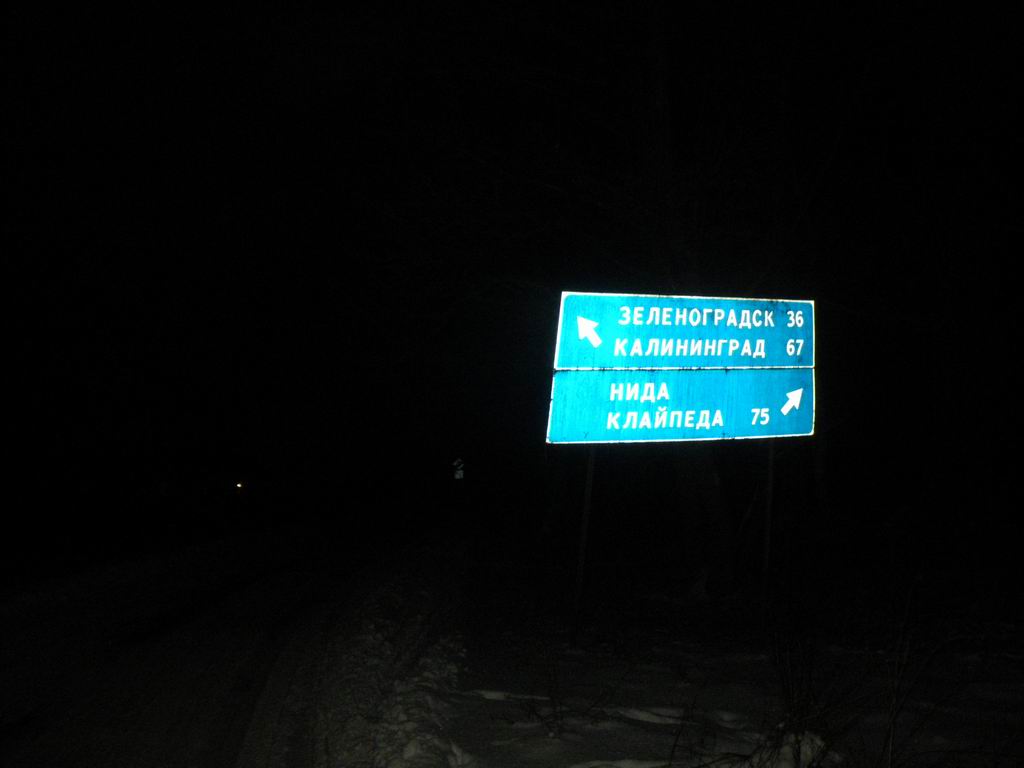 ЗЕЛЕНОГРАДСК 36
КАЛИНИНГРАД 67
НИДА
КЛАЙПЕДА 75